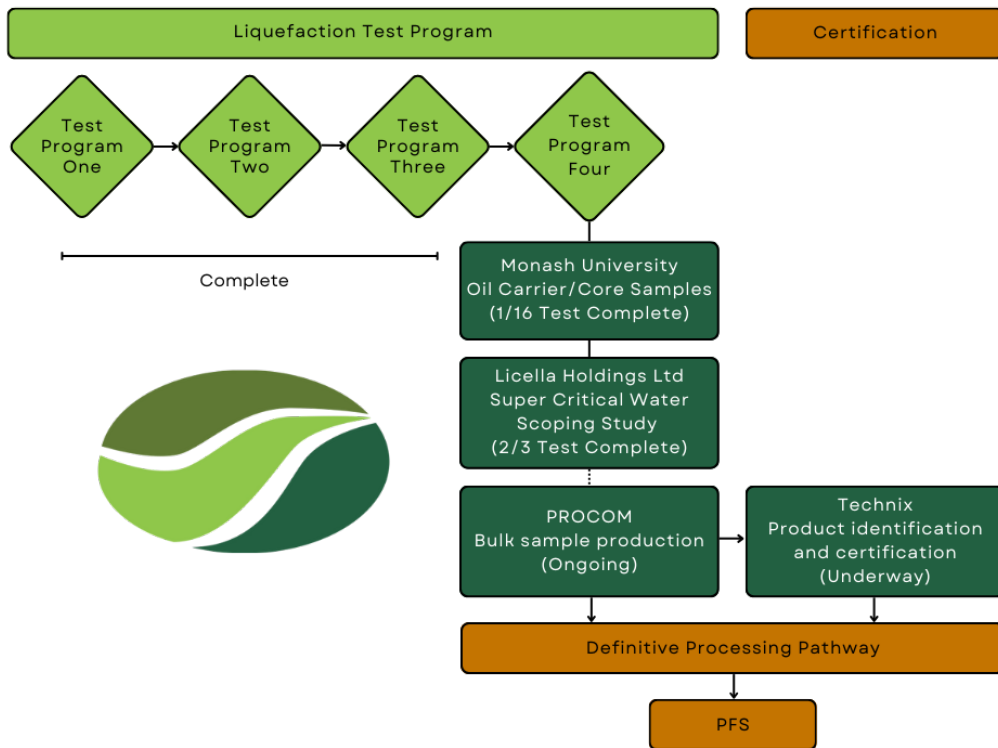 Liquefaction Test Program
Certification
Test
Program
One
Test
Program
Two
Test
Program
Three
Test
Program
Four
Complete
Monash University
Oil Carrier/Core Samples
(1/16 Test Complete)
Licella Holdings Ltd
Super Critical Water
Scoping Study
(2/3 Test Complete)
PROCOM
Bulk sample production
(Ongoing)
Technix
Product identification
and certification
(Underway)
Definitive Processing Pathway
PFS